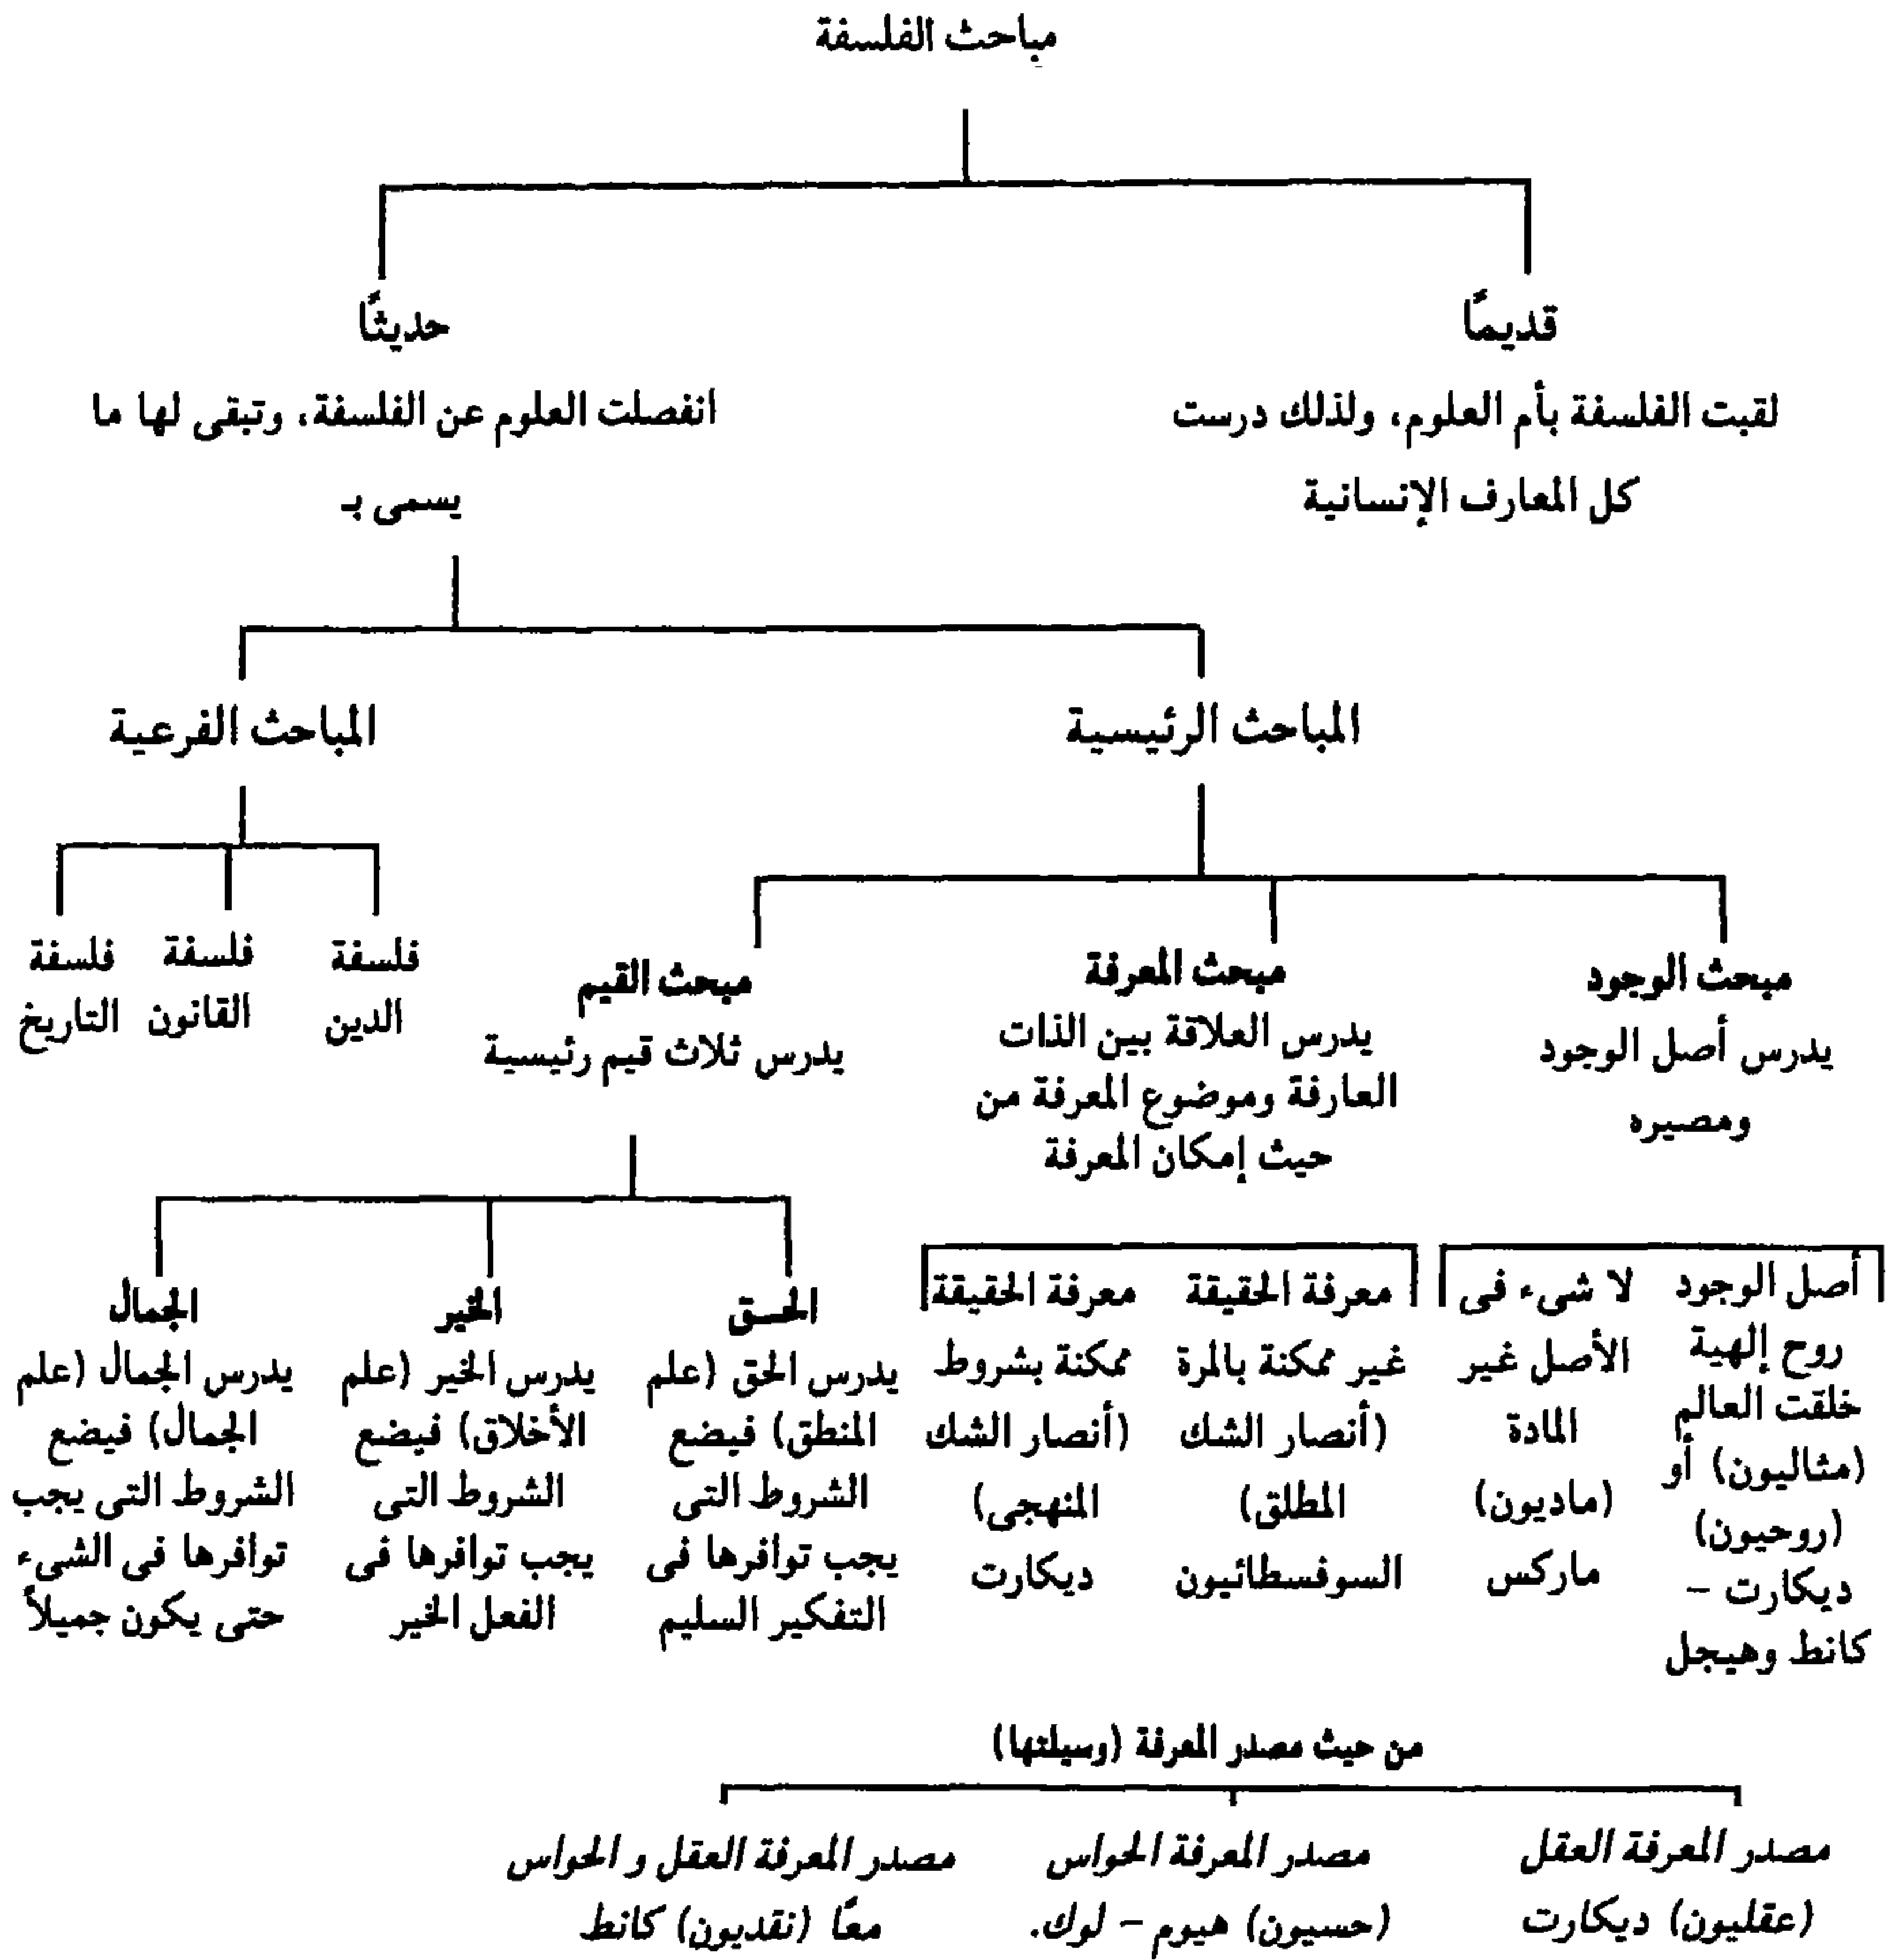 مباحث الفلسفة
قديمًا
لقبت الفلسفة بأم العلوم، ولذلك درست
كل المعارف الإنسانية
حديثًا
انفصلت العلوم عن الفلسفة، وتبقى لها ما
يسمى بـ
المباحث الرئيسية
المباحث الفرعية
مبحث الوجود
يدرس أصل الوجود
ومصيره
أصل الوجود
روح إلهية
خلقت العالم
(مثاليون) أو
(روحيون)
ديكارت –
كانط وهيجل
لا شىء فى
الأصل غير
المادة
(ماديون)
ماركس
مبحث المعرفة
يدرس العلاقة بين الذات
العارفة وموضوع المعرفة من
حيث إمكان المعرفة
معرفة الحقيقة
غير ممكنة بالمرة
(أنصار الشك
المطلق)
السوفسطائيون
معرفة الحقيقة
ممكنة بشروط
(أنصار الشك
المنهجى)
ديكارت
مبحث القيم
يدرس ثلاث قيم رئيسية
الحـق
يدرس الحق (علم
المنطق) فيضع
الشروط التى
يجب توافرها فى
التفكير السليم
الخير
يدرس الخير (علم
الأخلاق) فيضع
الشروط التى
يجب توافرها فى
الفعل الخير
الجمال
يدرس الجمال (علم
الجمال) فيضع
الشروط التى يجب
توافرها فى الشىء
حتى يكون جميلاً
فلسفة
الدين
فلسفة
القانون
فلسفة
التاريخ
من حيث مصدر المعرفة (وسيلتها)
مصدر المعرفة العقل
(عقليون) ديكارت
مصدر المعرفة الحواس
(حسيون) هيوم – لوك.
مصدر المعرفة العقل و الحواس
معًا (نقديون) كانط